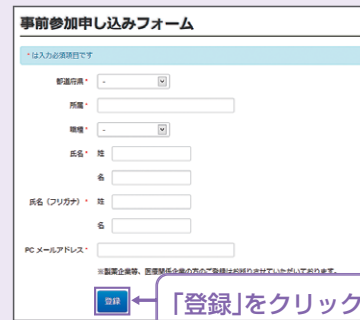 事前参加申し込みフォーム
*は入力必須項目です
都道府県* -
所属*
職種* -
氏名* 姓
名
氏名（フリガナ）* 姓
名
PCメールアドレス*
※製薬企業等、医療関係企業の方のご登録はお断りさせていただいております。
登録
「登録」をクリック